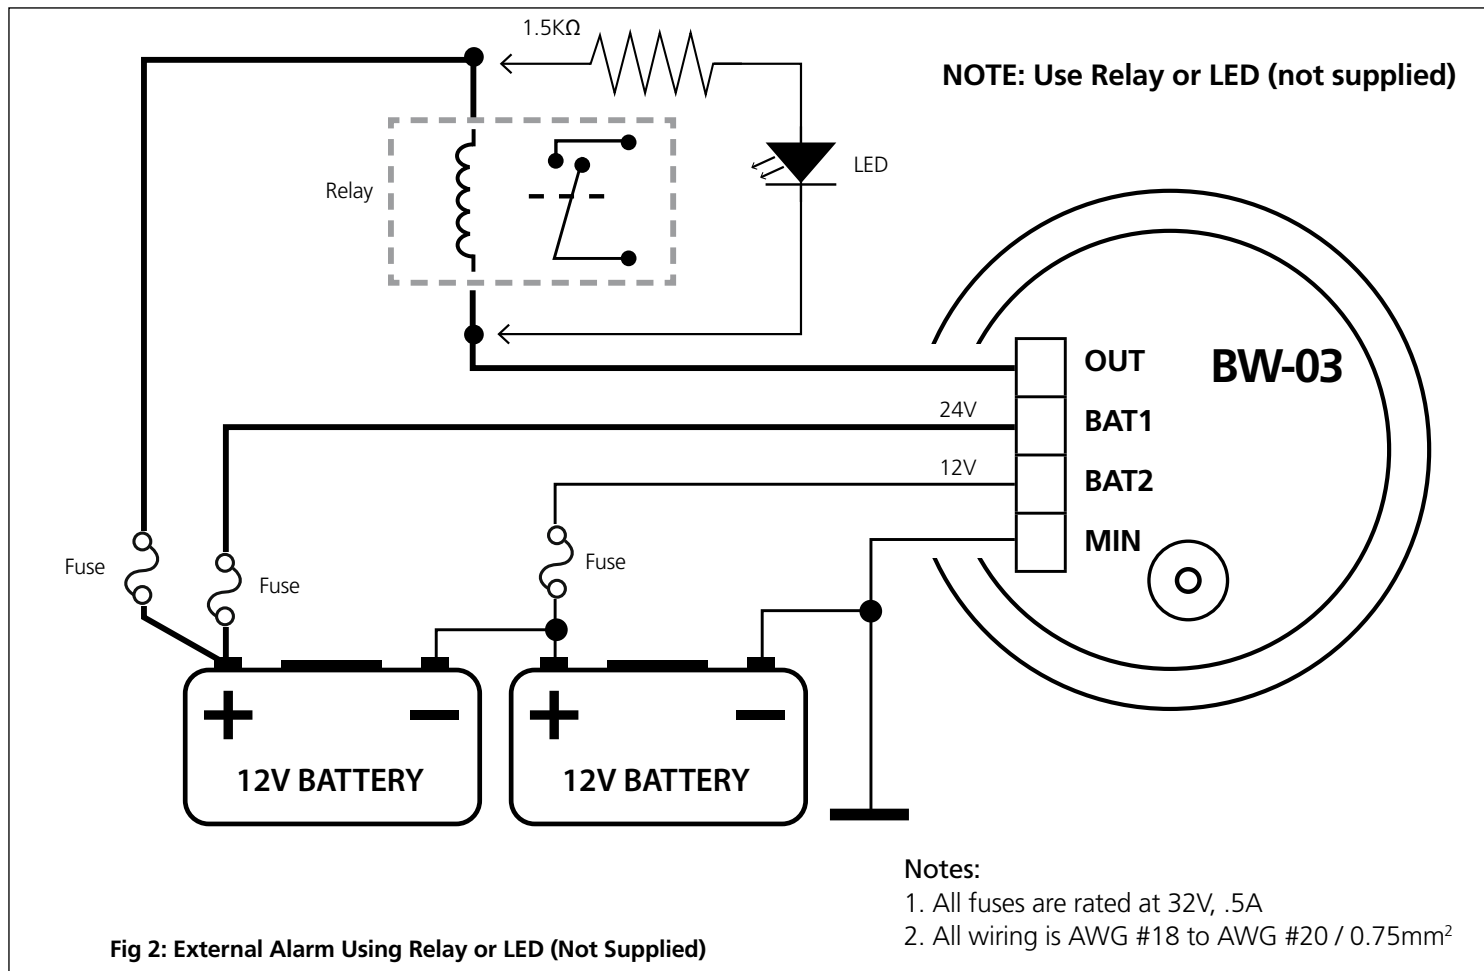 1.5KΩ
NOTE: Use Relay or LED (not supplied)
Relay
LED
OUT
BW-03
24V
BAT1
12V
BAT2
MIN
Fuse
Fuse
Fuse
12V BATTERY
12V BATTERY
Notes:
1. All fuses are rated at 32V, .5A
2. All wiring is AWG #18 to AWG #20 / 0.75mm²
Fig 2: External Alarm Using Relay or LED (Not Supplied)